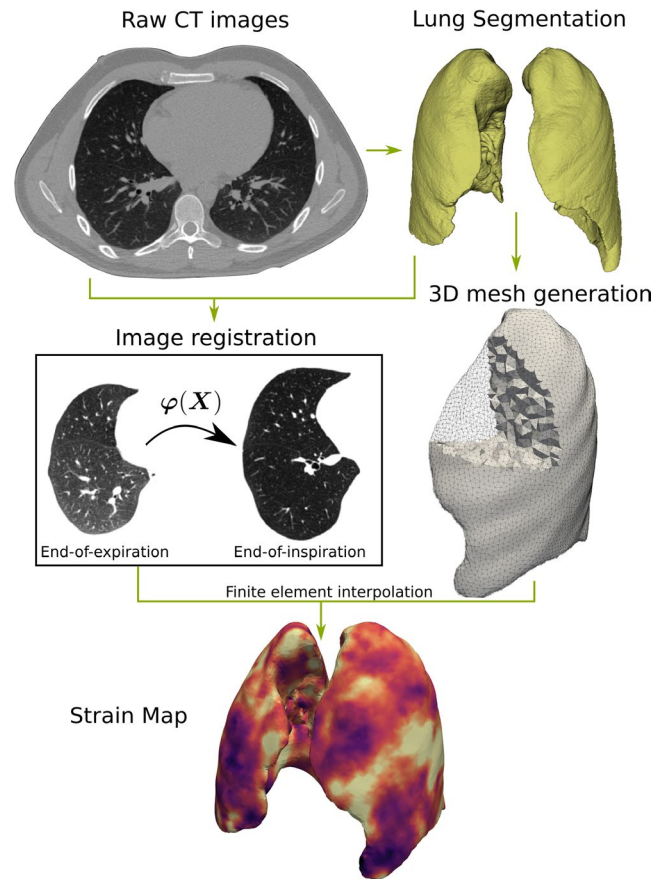 Raw CT images
Lung Segmentation
3D mesh generation
Image registration
φ(X)
End-of-expiration
End-of-inspiration
Finite element interpolation
Strain Map